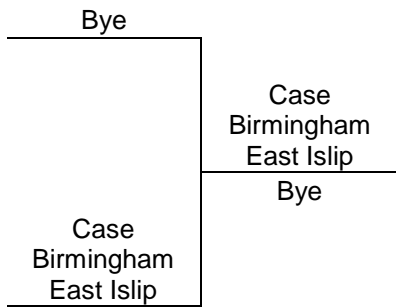 Bye
Case
Birmingham
East Islip
Bye
Case
Birmingham
East Islip